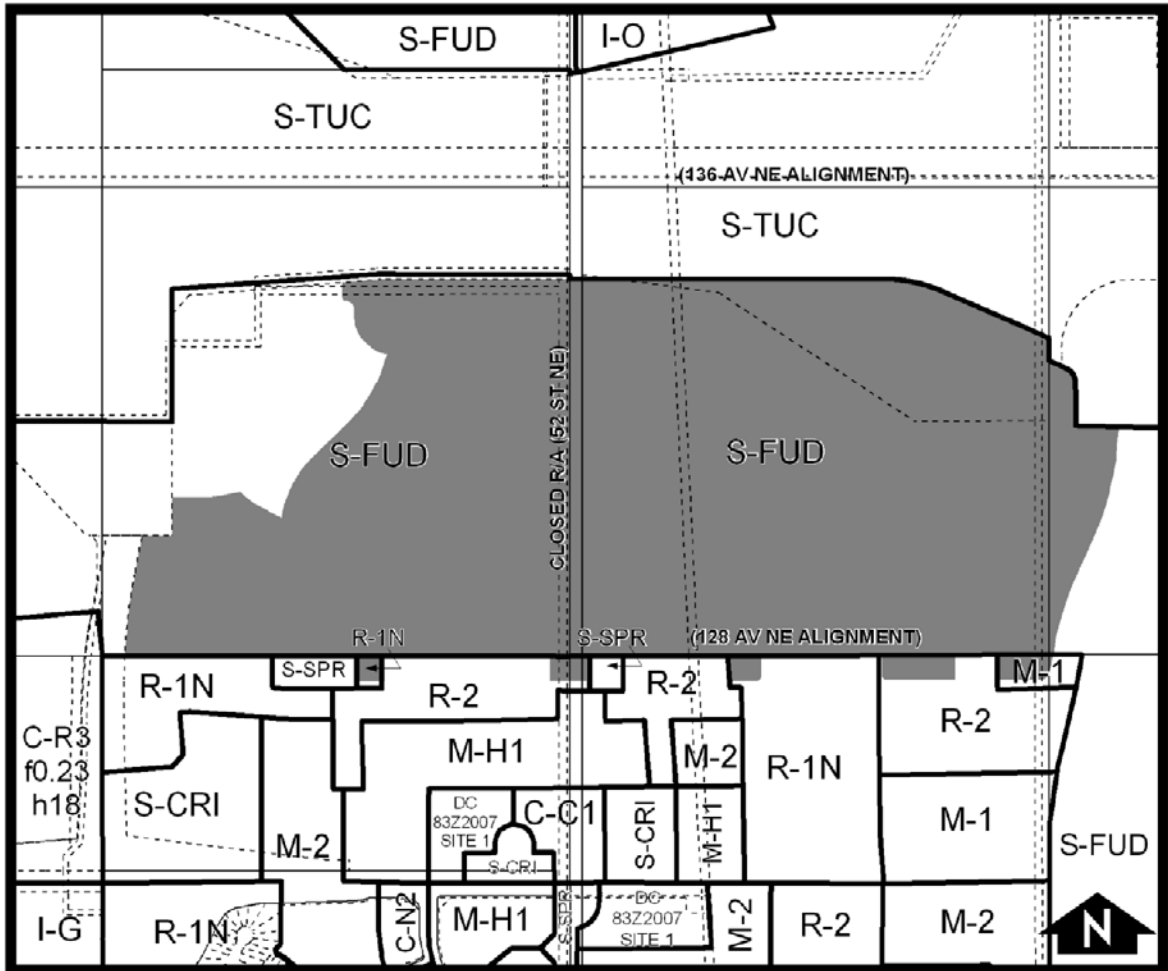 S-FUD
I-O
S-TUC
(136 AV NE ALIGNMENT)
S-TUC
S-FUD
CLOSED R/A (52 ST NE)
S-FUD
R-1N
S-SPR
(128 AV NE ALIGNMENT)
S-SPR
R-1N
R-2
R-2
M-1
R-2
C-R3
f0.23
h18
S-CRI
M-2
M-H1
M-2
R-1N
DC
83Z2007
SITE 1
C-C1
S-CRI
S-CRI
M-H1
M-1
S-FUD
I-G
R-1N
C-N2
M-H1
S-SPR
DC
83Z2007
SITE 1
M-2
R-2
M-2
N